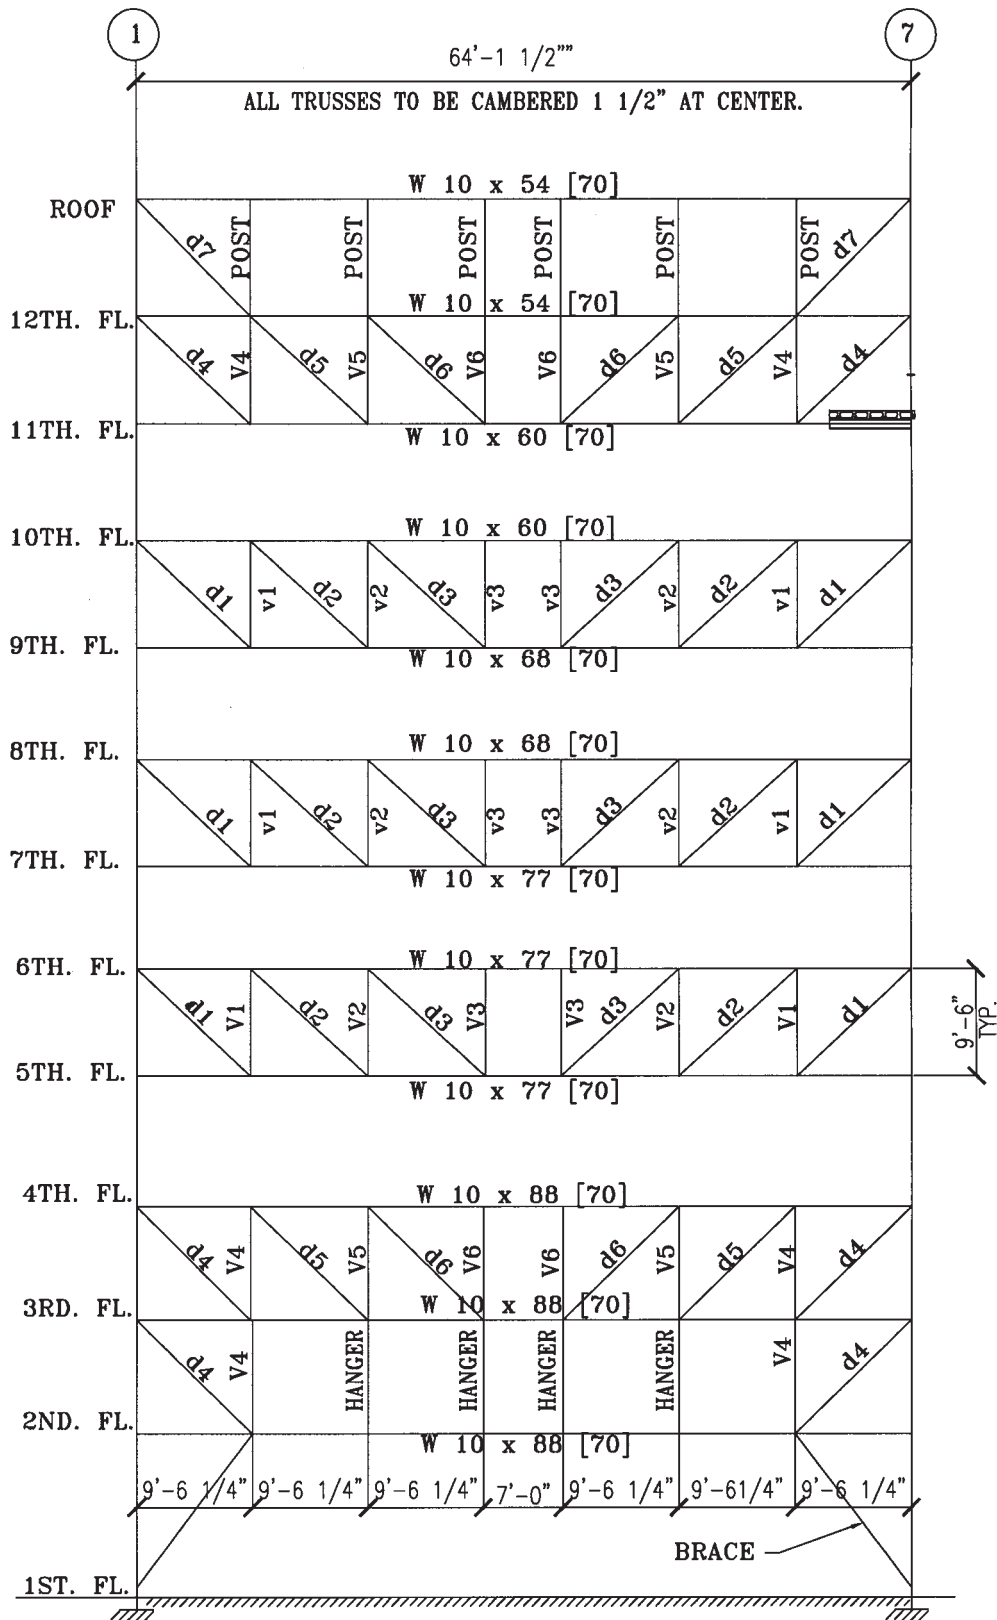 1 7
64'-1 1/2""
ALL TRUSSES TO BE CAMBERED 1 1/2" AT CENTER.
W 10 x 54 [70]
ROOF
d7 POST POST POST POST POST POST d7
W 10 x 54 [70]
12TH. FL.
d4 V4 d5 V5 d6 V6 V6 d6 V5 d5 V4 d4
11TH. FL.
W 10 x 60 [70]
W 10 x 60 [70]
10TH. FL.
d1 v1 d2 v2 d3 v3 v3 d3 v2 d2 v1 d1
9TH. FL.
W 10 x 68 [70]
W 10 x 68 [70]
8TH. FL.
d1 v1 d2 v2 d3 v3 v3 d3 v2 d2 v1 d1
7TH. FL.
W 10 x 77 [70]
W 10 x 77 [70]
6TH. FL.
d1 V1 d2 V2 d3 V3 V3 d3 V2 d2 V1 d1
9'-6"
TYP.
5TH. FL.
W 10 x 77 [70]
4TH. FL.
W 10 x 88 [70]
d4 V4 d5 V5 d6 V6 V6 d6 V5 d5 V4 d4
3RD. FL.
W 10 x 88 [70]
d4 V4 HANGER HANGER HANGER HANGER V4 d4
2ND. FL.
W 10 x 88 [70]
9'-6 1/4" 9'-6 1/4" 9'-6 1/4" 7'-0" 9'-6 1/4" 9'-61/4" 9'-6 1/4"
BRACE
1ST. FL.